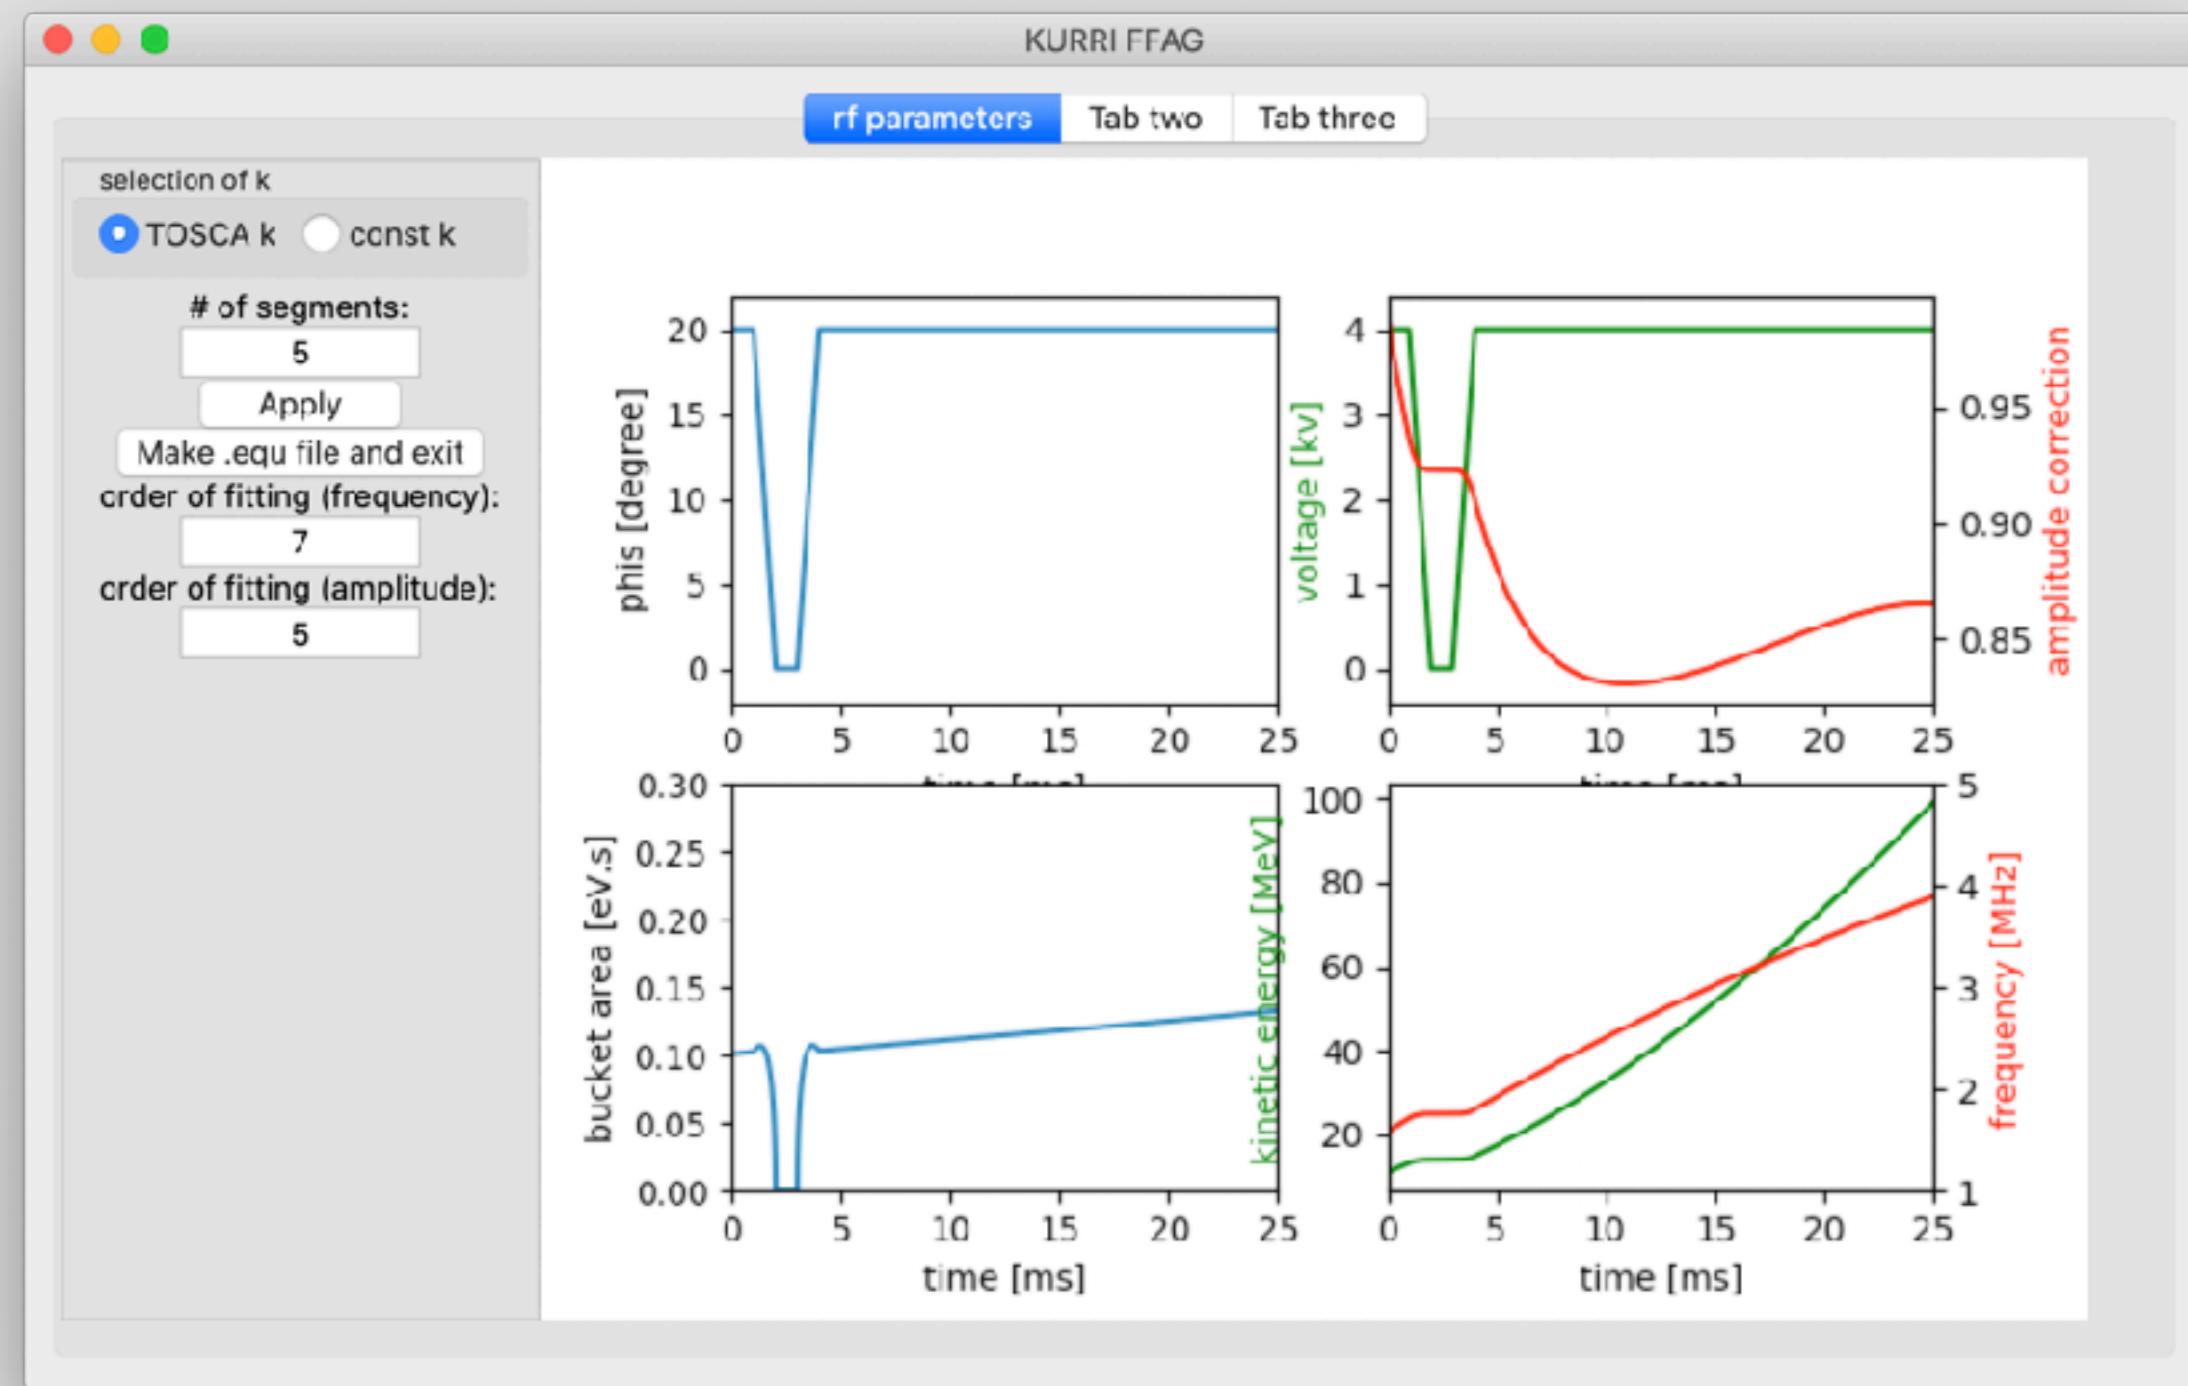 KURRI FFAG
rf parameters
Tab two
Tab three
selection of k
TOSCA k
const k
# of segments:
5
Apply
Make .equ file and exit
order of fitting (frequency):
7
order of fitting (amplitude):
5
phis [degree]
20
15
10
5
0
0 5 10 15 20 25
time [ms]
voltage [kv]
4
3
2
1
0
0.95
0.90
0.85
amplitude correction
0 5 10 15 20 25
time [ms]
bucket area [eV.s]
0.30
0.25
0.20
0.15
0.10
0.05
0.00
0 5 10 15 20 25
time [ms]
kinetic energy [MeV]
100
80
60
40
20
5
4
3
2
1
frequency [MHz]
0 5 10 15 20 25
time [ms]